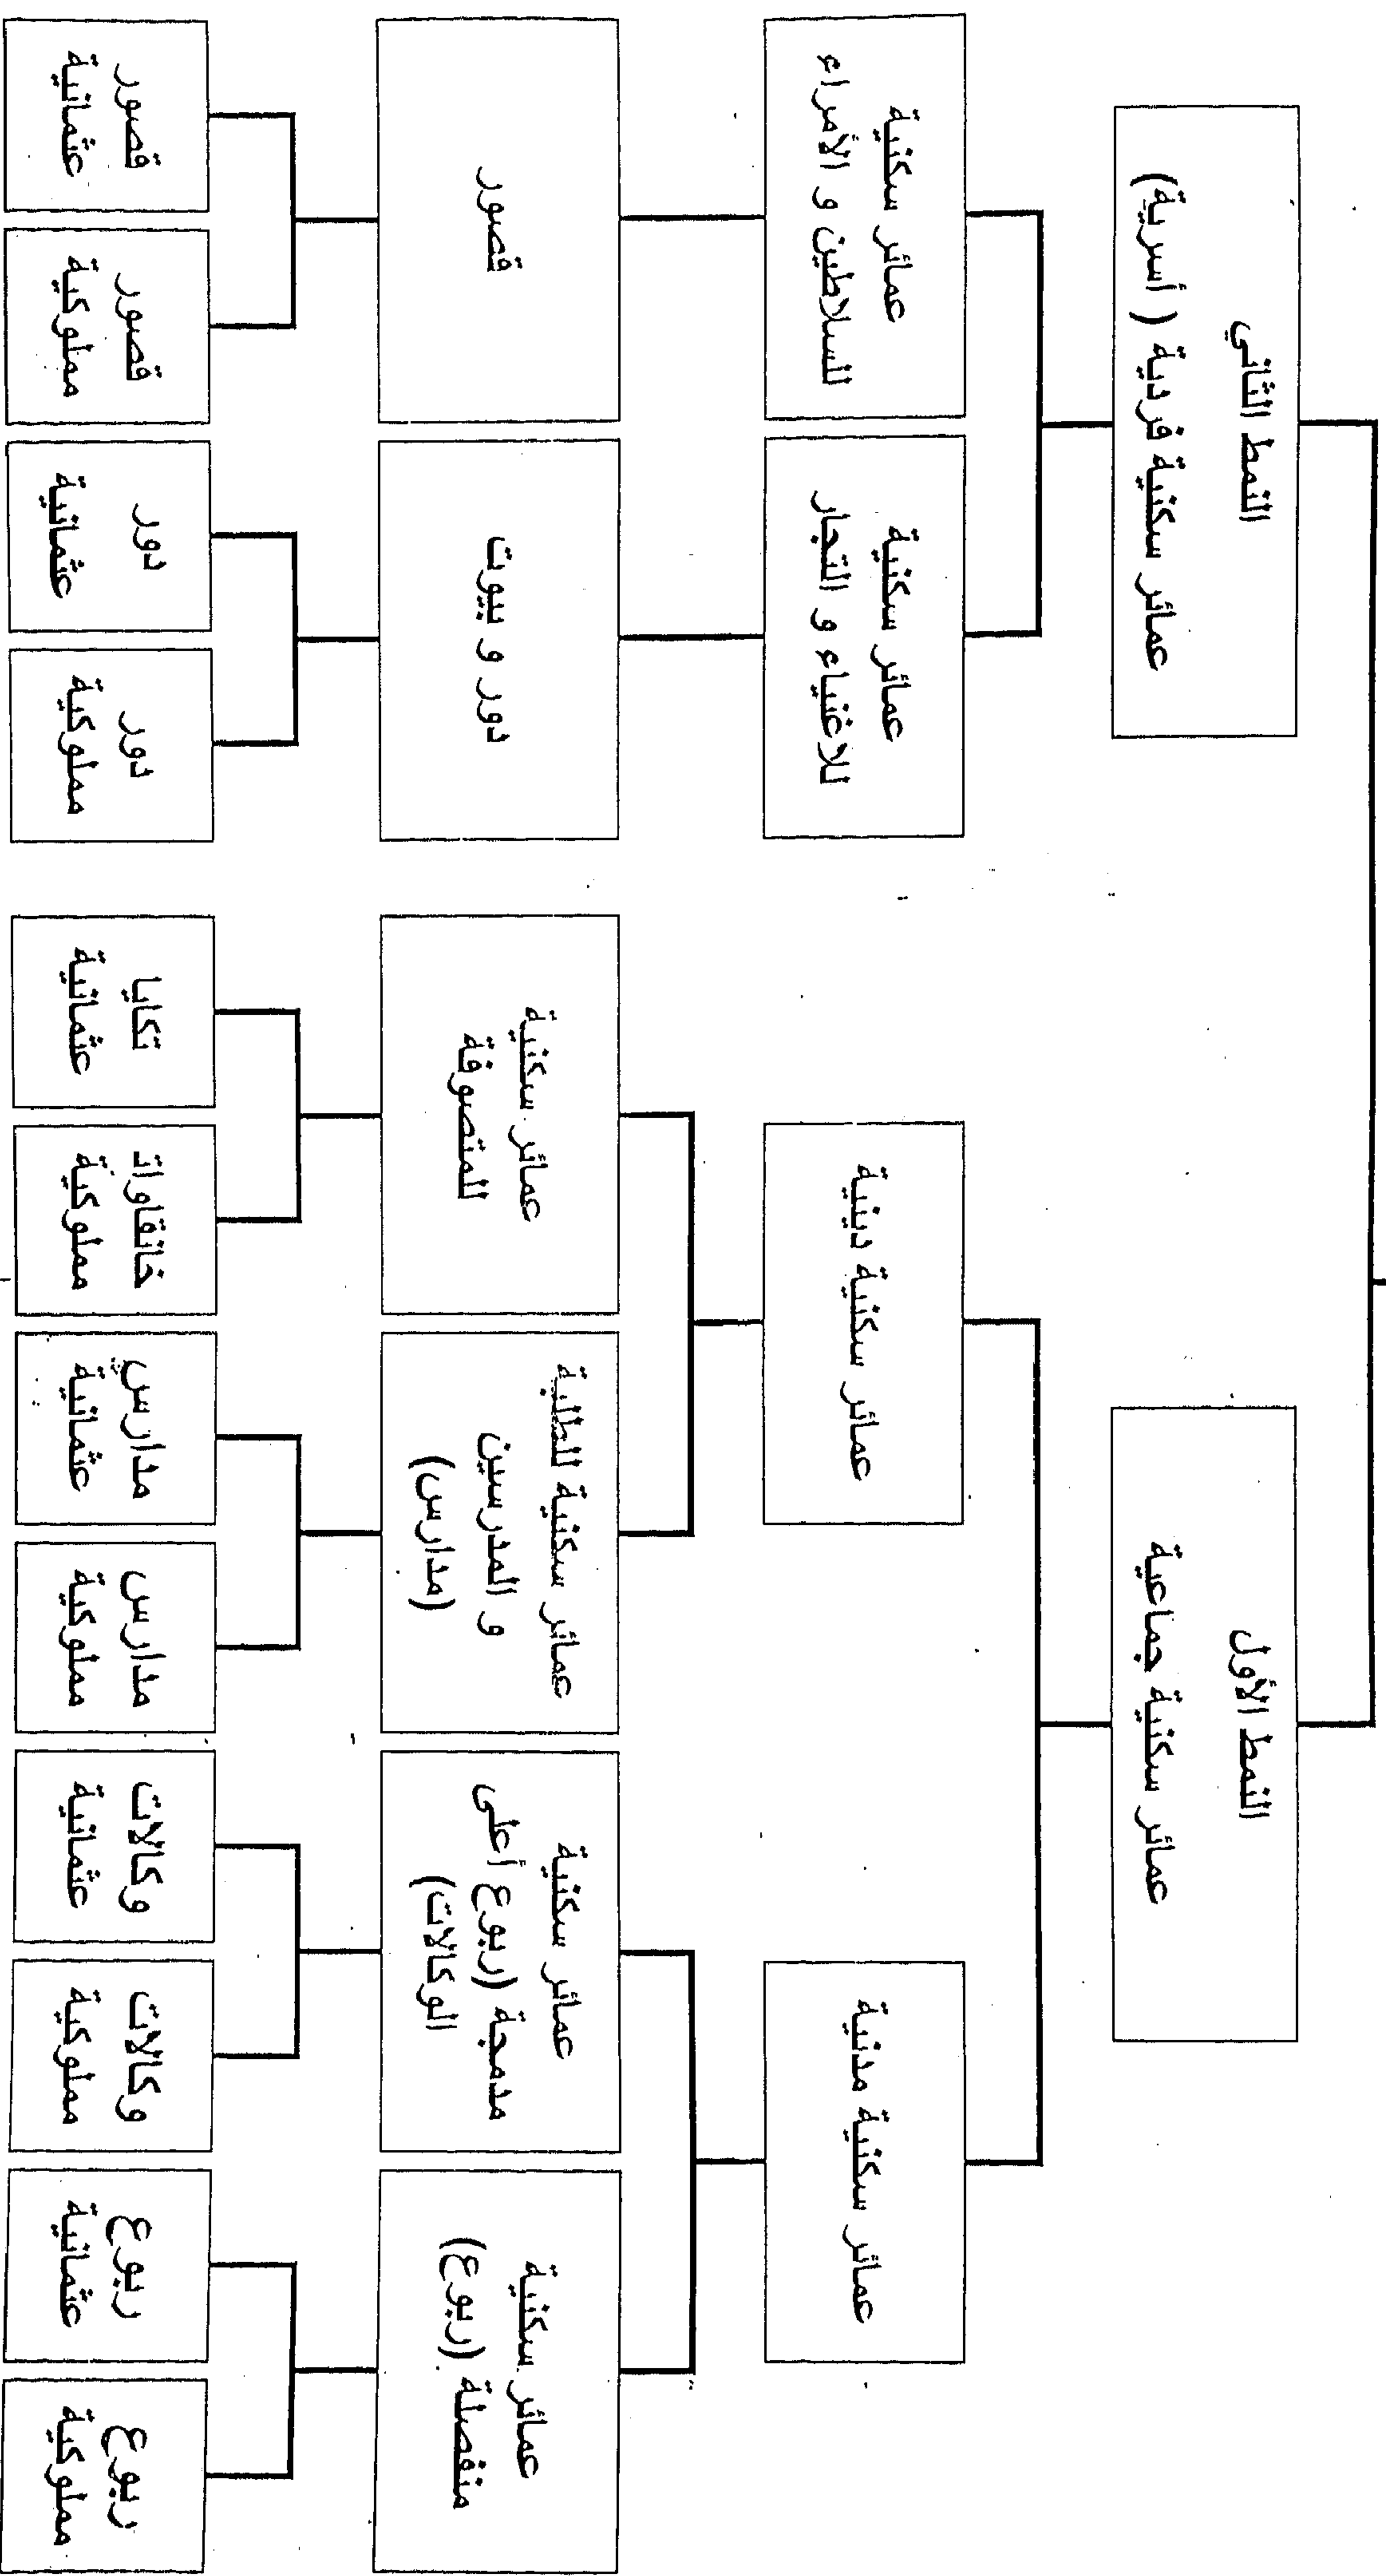 النمط الأول
عمائر سكنية جماعية
النمط الثاني
عمائر سكنية فردية ( أسرية)
عمائر سكنية مدنية
عمائر سكنية دينية
عمائر سكنية
للاغنياء و التجار
عمائر سكنية
للسلاطين و الأمراء
عمائر سكنية
منفصلة (ربوع)
عمائر سكنية
مدمجة (ربوع أعلى
الوكالات)
عمائر سكنية للطلبة
و المدرسين
(مدارس)
عمائر سكنية
للمتصوفة
دور و بيوت
قصور
ربوع
مملوكية
ربوع
عثمانية
وكالات
مملوكية
وكالات
عثمانية
مدارس
مملوكية
مدارس
عثمانية
خانقاوات
مملوكية
تكايا
عثمانية
دور
مملوكية
دور
عثمانية
قصور
مملوكية
قصور
عثمانية